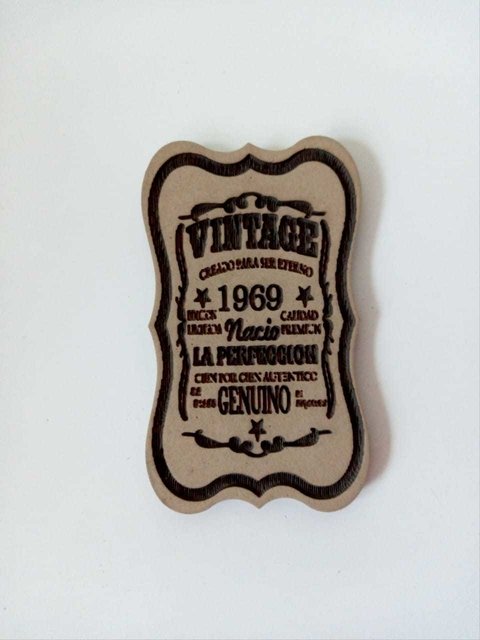 VINTAGE
CREADO PARA SER ETERNO
1969
CALIDAD
Nacio PREMIUM
LA PERFECCION
CIEN POR CIEN AUTENTICO
GENUINO